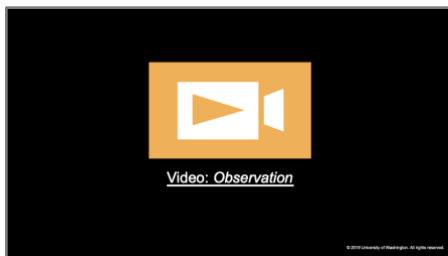 Video: Observation
© 2019 University of Washington. All rights reserved.